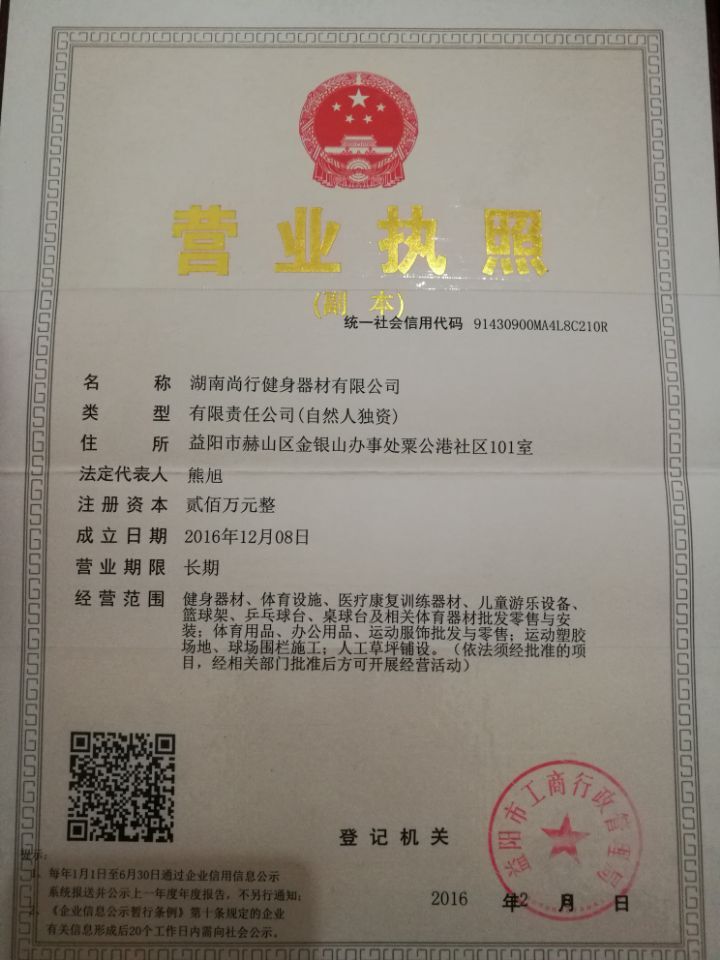 营业执照
(副 本)
统一社会信用代码 91430900MA4L8C210R
名 称 湖南尚行健身器材有限公司
类 型 有限责任公司(自然人独资)
住 所 益阳市赫山区金银山办事处粟公港社区101室
法定代表人 熊旭
注册资本 贰佰万元整
成立日期 2016年12月08日
营业期限 长期
经营范围 健身器材、体育设施、医疗康复训练器材、儿童游乐设备、
篮球架、乒乓球台、桌球台及相关体育器材批发零售与安
装；体育用品、办公用品、运动服饰批发与零售；运动塑胶
场地、球场围栏施工；人工草坪铺设。（依法须经批准的项
目，经相关部门批准后方可开展经营活动）
登记机关
益阳市工商行政管理局
2016 年12月 日
提示：
1、每年1月1日至6月30日通过企业信用信息公示
系统报送并公示上一年度年度报告，不另行通知；
2、《企业信息公示暂行条例》第十条规定的企业
有关信息形成后20个工作日内需向社会公示。